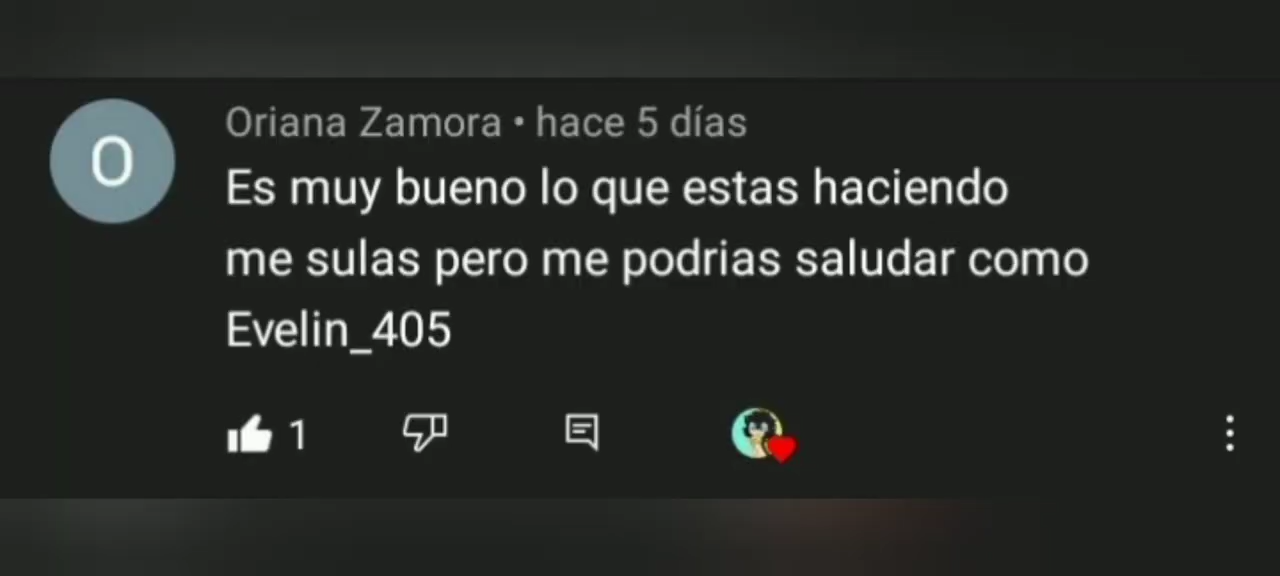 O
Oriana Zamora • hace 5 días
Es muy bueno lo que estas haciendo
me sulas pero me podrias saludar como
Evelin_405
1